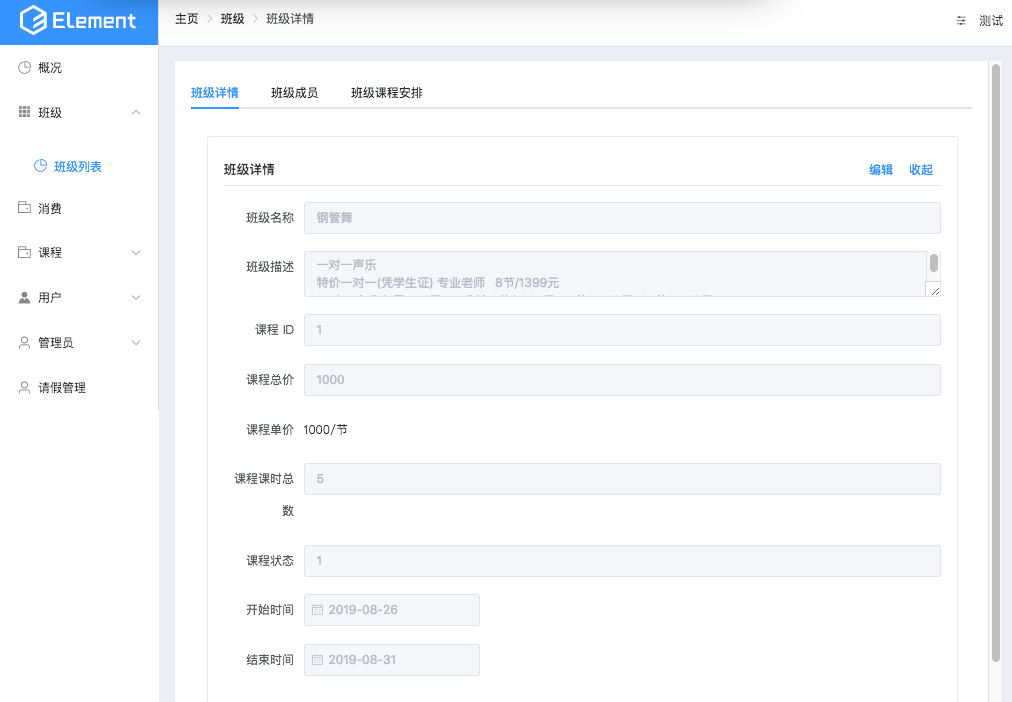 Element
主页 班级 班级详情
测试
概况
班级
班级列表
消费
课程
用户
管理员
请假管理
班级详情 班级成员 班级课程安排
班级详情 编辑 收起
班级名称 钢管舞
班级描述 一对一声乐
特价一对一(凭学生证) 专业老师 8节/1399元
课程 ID 1
课程总价 1000
课程单价 1000/节
课程课时总 5
数
课程状态 1
开始时间 2019-08-26
结束时间 2019-08-31